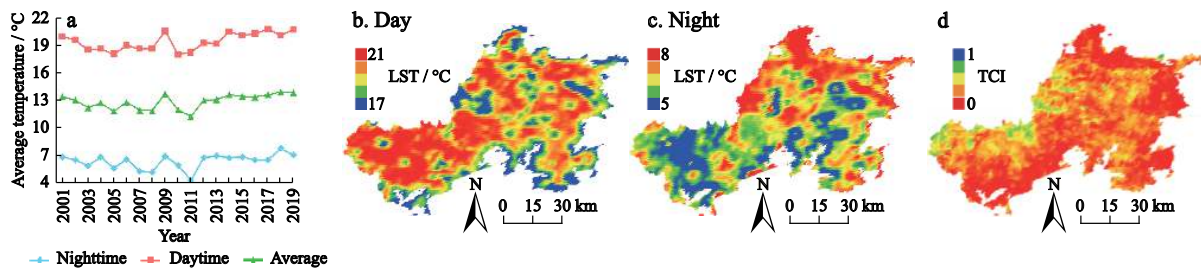 a
Average temperature / °C
22
19
16
13
10
7
4
2001
2003
2005
2007
2009
2011
2013
2015
2017
2019
Year
Nighttime Daytime Average
b. Day
21
LST / °C
17
N
0 15 30 km
c. Night
8
LST / °C
5
N
0 15 30 km
d
1
TCI
0
N
0 15 30 km